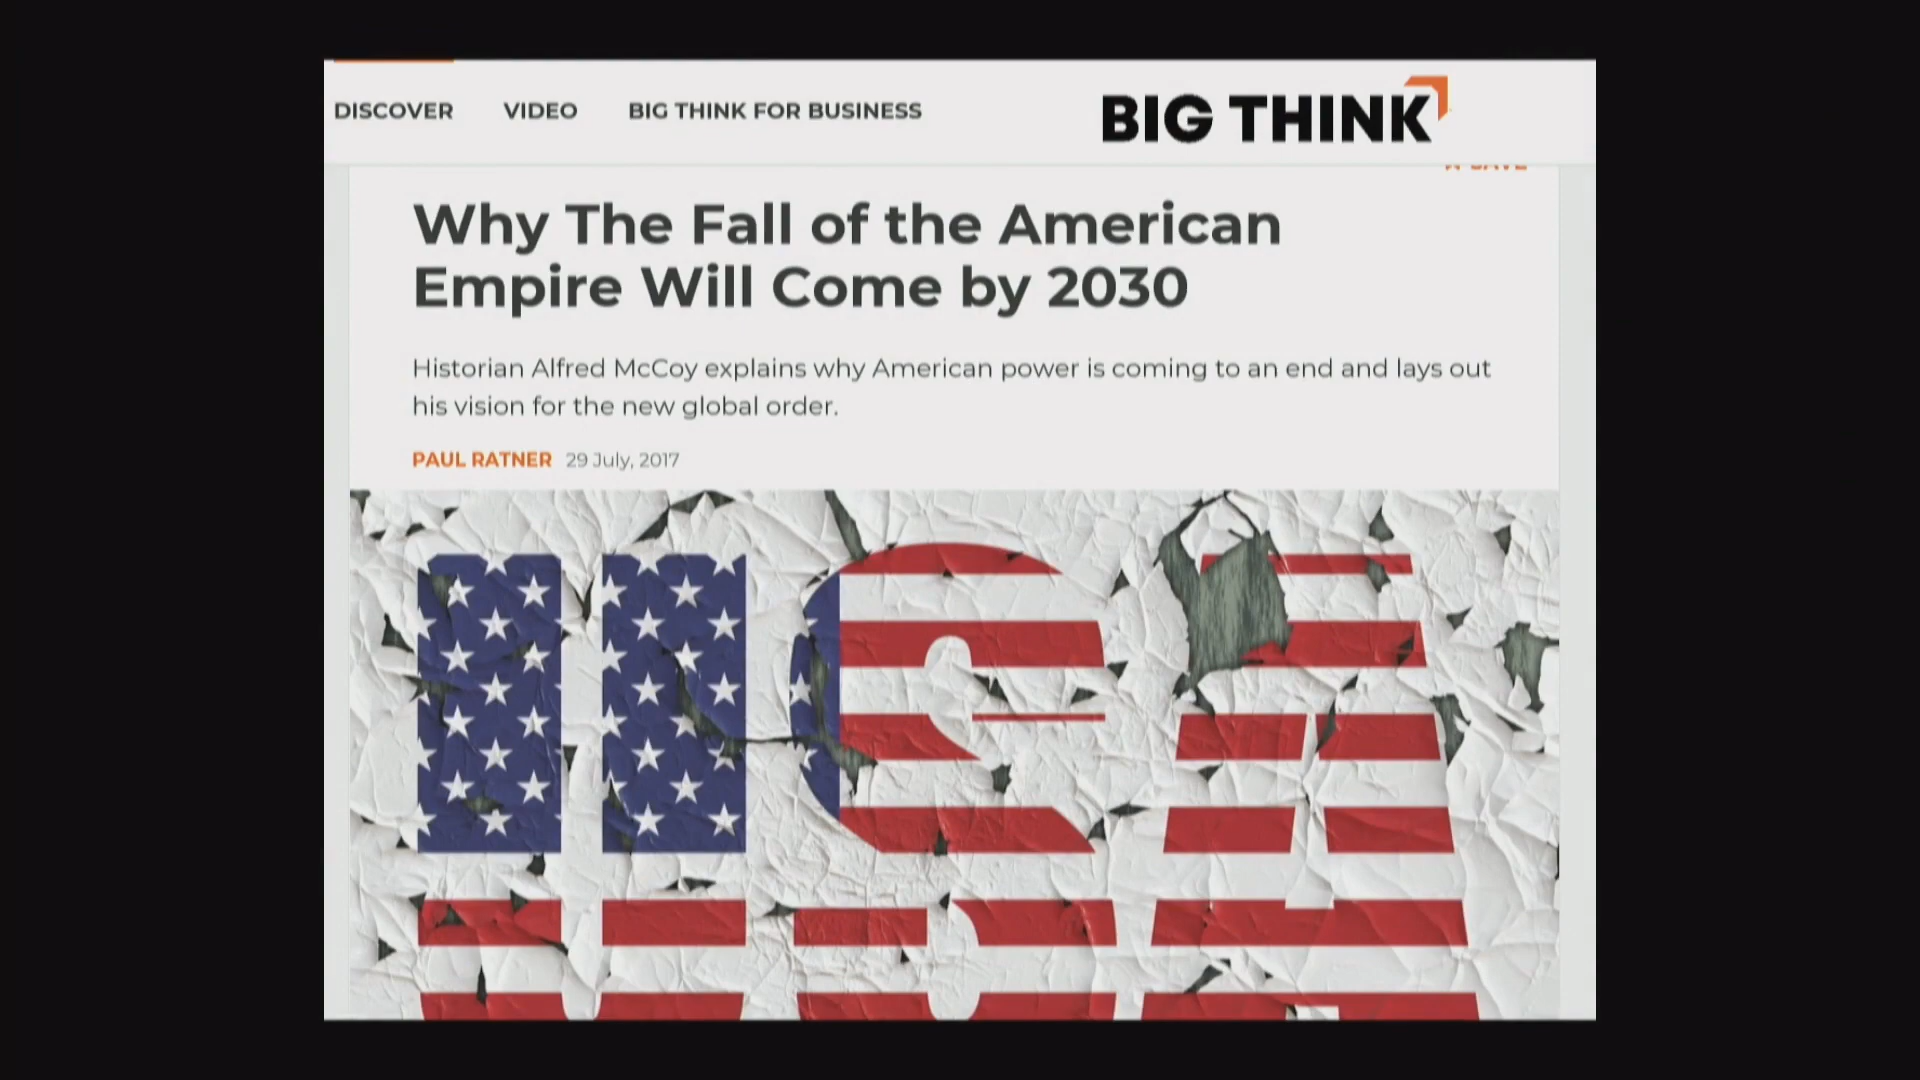 DISCOVER VIDEO BIG THINK FOR BUSINESS BIG THINK
Why The Fall of the American
Empire Will Come by 2030
Historian Alfred McCoy explains why American power is coming to an end and lays out
his vision for the new global order.
PAUL RATNER 29 July, 2017
USA